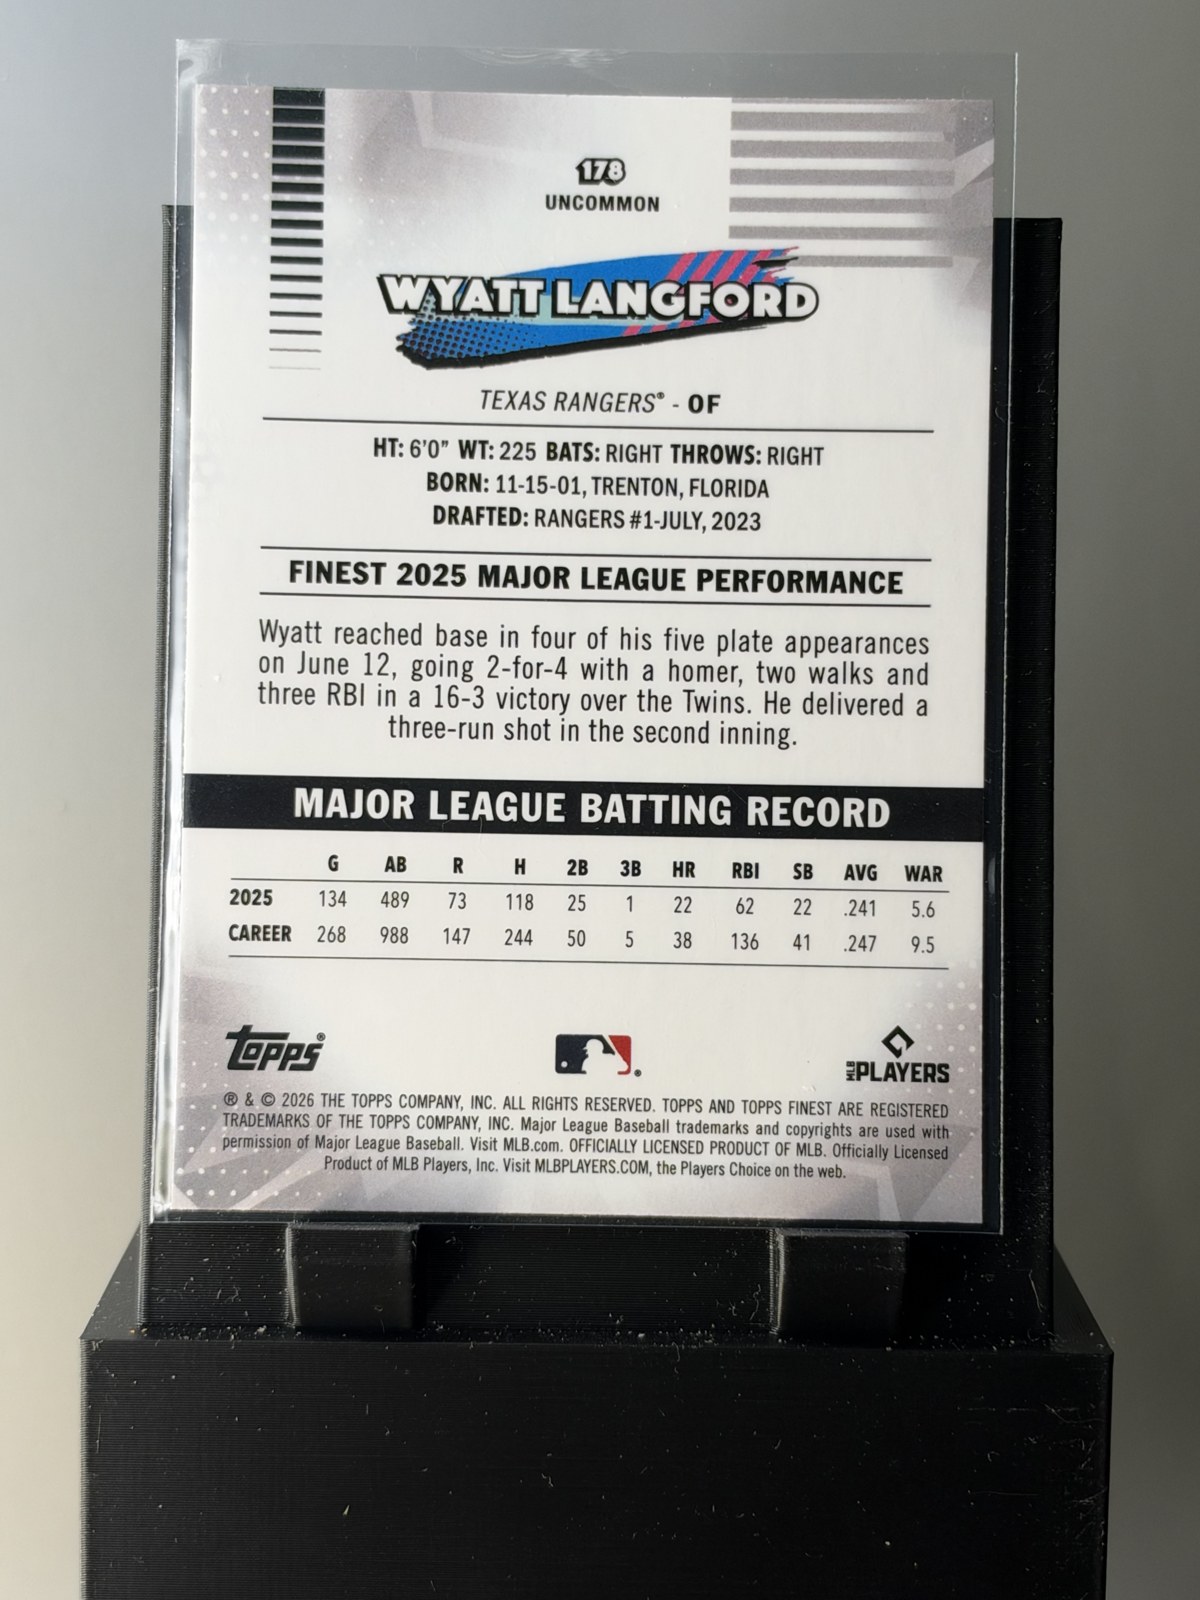 178
UNCOMMON
WYATT LANGFORD
TEXAS RANGERS® - OF
HT: 6'0" WT: 225 BATS: RIGHT THROWS: RIGHT
BORN: 11-15-01, TRENTON, FLORIDA
DRAFTED: RANGERS #1-JULY, 2023
FINEST 2025 MAJOR LEAGUE PERFORMANCE
Wyatt reached base in four of his five plate appearances
on June 12, going 2-for-4 with a homer, two walks and
three RBI in a 16-3 victory over the Twins. He delivered a
three-run shot in the second inning.
MAJOR LEAGUE BATTING RECORD
G AB R H 2B 3B HR RBI SB AVG WAR
2025 134 489 73 118 25 1 22 62 22 .241 5.6
CAREER 268 988 147 244 50 5 38 136 41 .247 9.5
Topps® ® MLB PLAYERS
® & © 2026 THE TOPPS COMPANY, INC. ALL RIGHTS RESERVED. TOPPS AND TOPPS FINEST ARE REGISTERED
TRADEMARKS OF THE TOPPS COMPANY, INC. Major League Baseball trademarks and copyrights are used with
permission of Major League Baseball. Visit MLB.com. OFFICIALLY LICENSED PRODUCT OF MLB. Officially Licensed
Product of MLB Players, Inc. Visit MLBPLAYERS.COM, the Players Choice on the web.